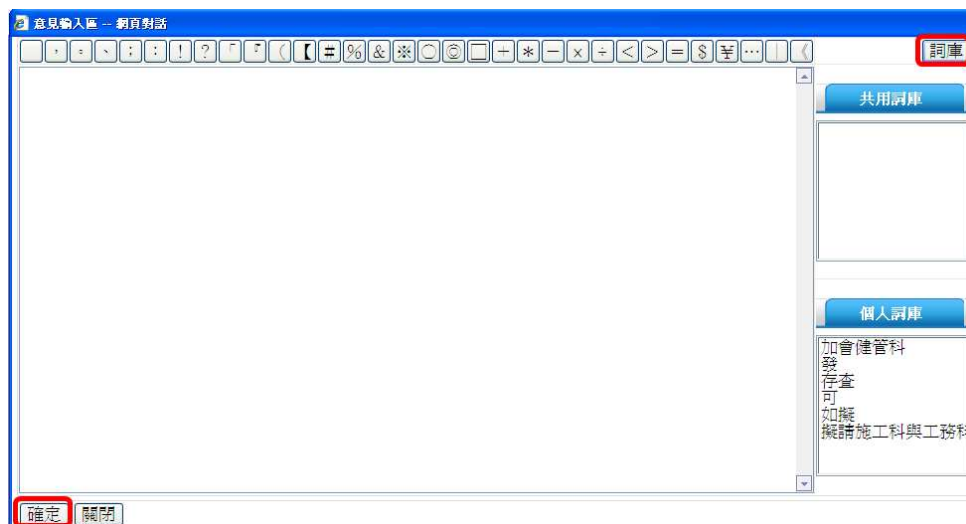 意見輸入區 -- 網頁對話
， 。 、 ； ： ！ ？ 「 『 （ 【 # % & ※ ○ ◎ □ + * － × ÷ < > = $ ¥ … ｜ 《
詞庫
共用詞庫
個人詞庫
加會健管科
發
存查
可
如擬
擬請施工科與工務科
確定 關閉